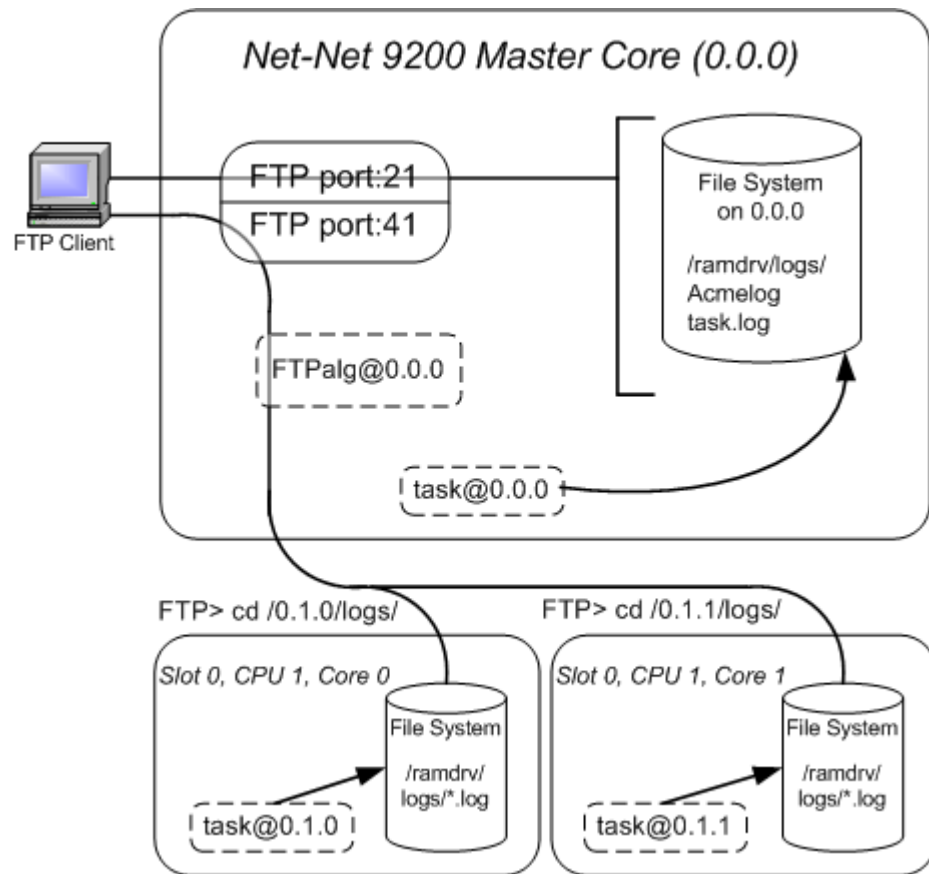 Net-Net 9200 Master Core (0.0.0)
FTP port:21
FTP port:41
FTP Client
File System
on 0.0.0
/ramdrv/logs/
Acmelog
task.log
FTPalg@0.0.0
task@0.0.0
FTP> cd /0.1.0/logs/
FTP> cd /0.1.1/logs/
Slot 0, CPU 1, Core 0
File System
/ramdrv/
logs/*.log
task@0.1.0
Slot 0, CPU 1, Core 1
File System
/ramdrv/
logs/*.log
task@0.1.1